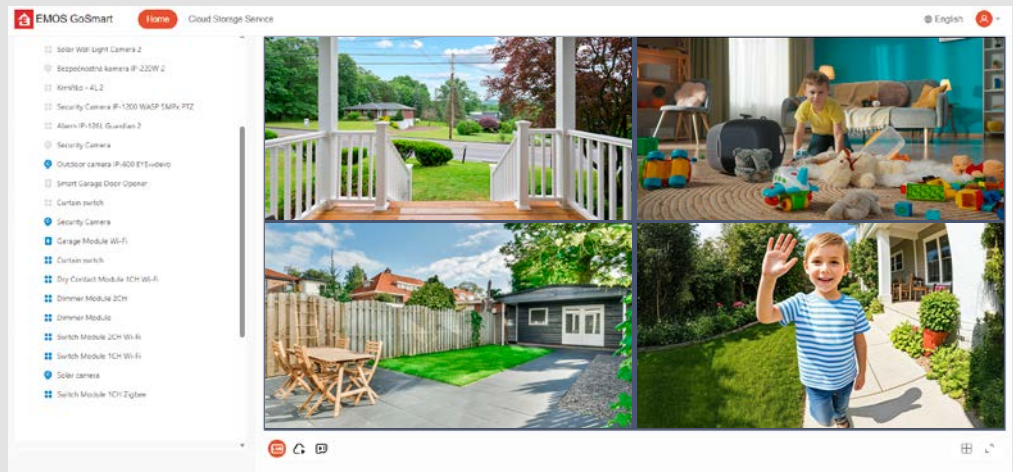 EMOS GoSmart
Home
Cloud Storage Service
English
Solar Wall Light Camera 2
Bezpečnostná kamera IP-220W 2
Krmítko - 4L 2
Security Camera IP-1200 WASP 5MPx PTZ
Alarm IP-126L Guardian 2
Security Camera
Outdoor camera IP-600 EYE
Smart Garage Door Opener
Curtain switch
Security Camera
Garage Module Wi-Fi
Curtain switch
Dry Contact Module 1CH Wi-Fi
Dimmer Module 2CH
Dimmer Module
Switch Module 2CH Wi-Fi
Switch Module 1CH Wi-Fi
Solar camera
Switch Module 1CH Zigbee